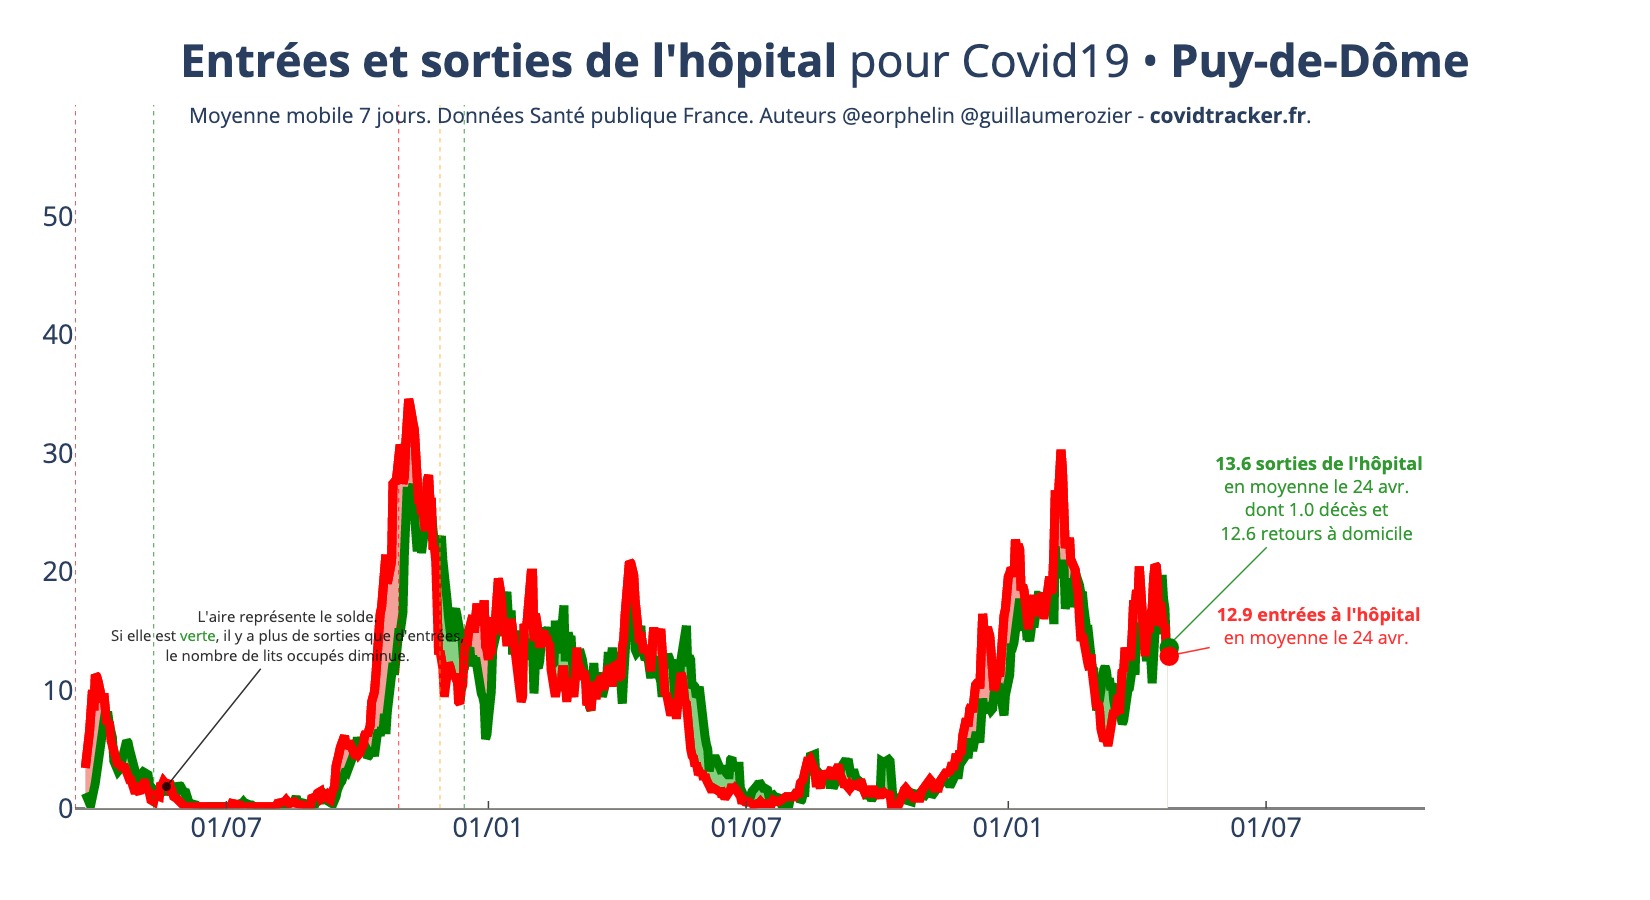 Entrées et sorties de l'hôpital pour Covid19 • Puy-de-Dôme
Moyenne mobile 7 jours. Données Santé publique France. Auteurs @eorphelin @guillaumerozier - covidtracker.fr.
50
40
30
20
10
0
13.6 sorties de l'hôpital
en moyenne le 24 avr.
dont 1.0 décès et
12.6 retours à domicile
12.9 entrées à l'hôpital
en moyenne le 24 avr.
L'aire représente le solde.
Si elle est verte, il y a plus de sorties que d'entrées,
le nombre de lits occupés diminue.
01/07
01/01
01/07
01/01
01/07